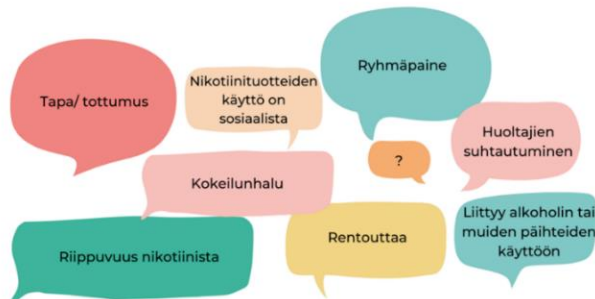 Tapa/ tottumus
Nikotiinituotteiden
käyttö on
sosiaalista
Ryhmäpaine
Huoltajien
suhtautuminen
?
Kokeilunhalu
Riippuvuus nikotiinista
Rentouttaa
Liittyy alkoholin tai
muiden päihteiden
käyttöön